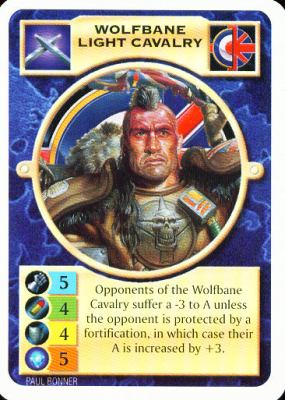 WOLFBANE
LIGHT CAVALRY
5
4
4
5
Opponents of the Wolfbane
Cavalry suffer a -3 to A unless
the opponent is protected by a
fortification, in which case their
A is increased by +3.
PAUL BONNER